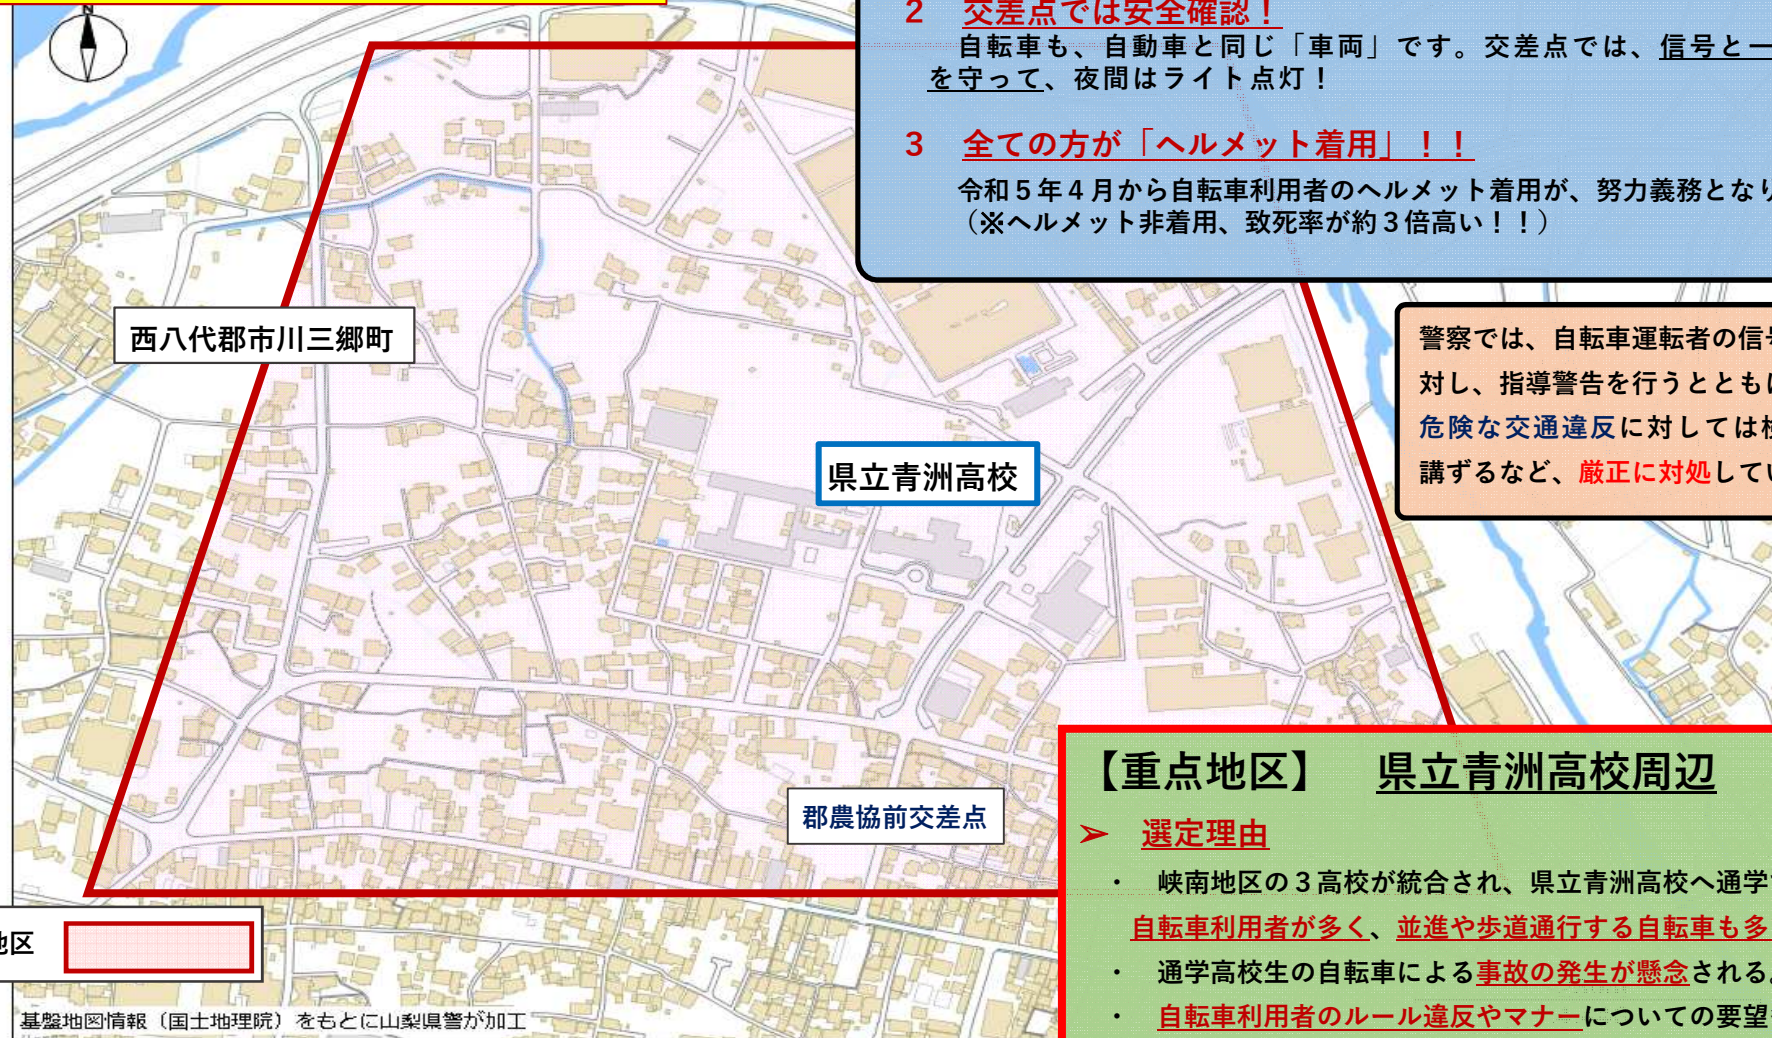 N
2 交差点では安全確認！
自転車も、自動車と同じ「車両」です。交差点では、信号と一
を守って、夜間はライト点灯！
3 全ての方が「ヘルメット着用」！！
令和５年４月から自転車利用者のヘルメット着用が、努力義務となり
（※ヘルメット非着用、致死率が約３倍高い！！）
西八代郡市川三郷町
警察では、自転車運転者の信号
対し、指導警告を行うとともに
危険な交通違反に対しては検
講ずるなど、厳正に対処してい
県立青洲高校
郡農協前交差点
【重点地区】 県立青洲高校周辺
➢ 選定理由
・ 峡南地区の３高校が統合され、県立青洲高校へ通学
自転車利用者が多く、並進や歩道通行する自転車も多
・ 通学高校生の自転車による事故の発生が懸念される。
・ 自転車利用者のルール違反やマナーについての要望
地区
基盤地図情報（国土地理院）をもとに山梨県警が加工